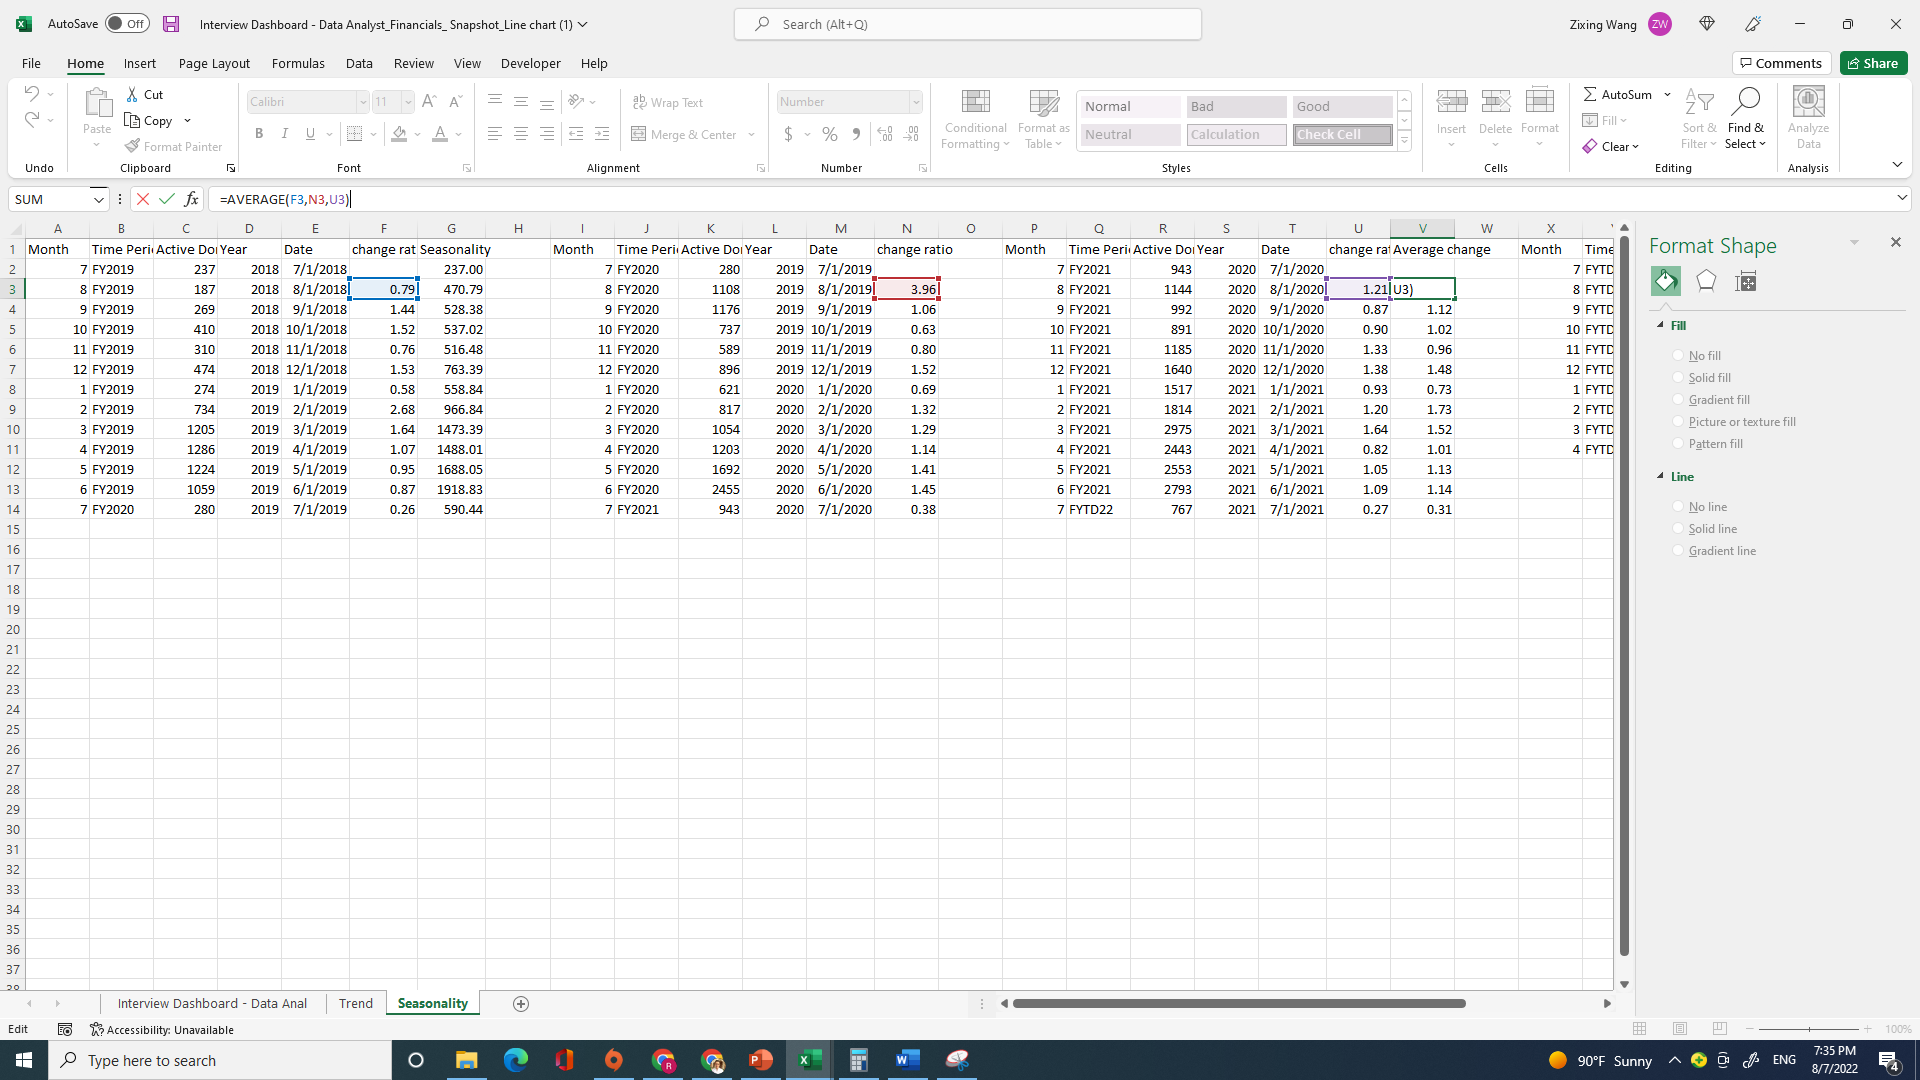 AutoSave Off Interview Dashboard - Data Analyst_Financials_ Snapshot_Line chart (1) Search (Alt+Q) Zixing Wang ZW
File Home Insert Page Layout Formulas Data Review View Developer Help Comments Share
Cut Calibri 11 Wrap Text Number Normal Bad Good AutoSum
Paste Copy Merge & Center Conditional Formatting Format as Table Neutral Calculation Check Cell Insert Delete Format Fill Sort & Filter Find & Select Analyze Data
Format Painter Clear
Undo Clipboard Font Alignment Number Styles Cells Editing Analysis
SUM fx =AVERAGE(F3,N3,U3)
A B C D E F G H I J K L M N O P Q R S T U V W X
1 Month Time Peri Active Do Year Date change rat Seasonality Month Time Peri Active Do Year Date change ratio Month Time Peri Active Do Year Date change ra Average change Month Time
2 7 FY2019 237 2018 7/1/2018 237.00 7 FY2020 280 2019 7/1/2019 7 FY2021 943 2020 7/1/2020 7 FYTD
3 8 FY2019 187 2018 8/1/2018 0.79 470.79 8 FY2020 1108 2019 8/1/2019 3.96 8 FY2021 1144 2020 8/1/2020 1.21 U3) 8 FYTD
4 9 FY2019 269 2018 9/1/2018 1.44 528.38 9 FY2020 1176 2019 9/1/2019 1.06 9 FY2021 992 2020 9/1/2020 0.87 1.12 9 FYTD
5 10 FY2019 410 2018 10/1/2018 1.52 537.02 10 FY2020 737 2019 10/1/2019 0.63 10 FY2021 891 2020 10/1/2020 0.90 1.02 10 FYTD
6 11 FY2019 310 2018 11/1/2018 0.76 516.48 11 FY2020 589 2019 11/1/2019 0.80 11 FY2021 1185 2020 11/1/2020 1.33 0.96 11 FYTD
7 12 FY2019 474 2018 12/1/2018 1.53 763.39 12 FY2020 896 2019 12/1/2019 1.52 12 FY2021 1640 2020 12/1/2020 1.38 1.48 12 FYTD
8 1 FY2019 274 2019 1/1/2019 0.58 558.84 1 FY2020 621 2020 1/1/2020 0.69 1 FY2021 1517 2021 1/1/2021 0.93 0.73 1 FYTD
9 2 FY2019 734 2019 2/1/2019 2.68 966.84 2 FY2020 817 2020 2/1/2020 1.32 2 FY2021 1814 2021 2/1/2021 1.20 1.73 2 FYTD
10 3 FY2019 1205 2019 3/1/2019 1.64 1473.39 3 FY2020 1054 2020 3/1/2020 1.29 3 FY2021 2975 2021 3/1/2021 1.64 1.52 3 FYTD
11 4 FY2019 1286 2019 4/1/2019 1.07 1488.01 4 FY2020 1203 2020 4/1/2020 1.14 4 FY2021 2443 2021 4/1/2021 0.82 1.01 4 FYTD
12 5 FY2019 1224 2019 5/1/2019 0.95 1688.05 5 FY2020 1692 2020 5/1/2020 1.41 5 FY2021 2553 2021 5/1/2021 1.05 1.13
13 6 FY2019 1059 2019 6/1/2019 0.87 1918.83 6 FY2020 2455 2020 6/1/2020 1.45 6 FY2021 2793 2021 6/1/2021 1.09 1.14
14 7 FY2020 280 2019 7/1/2019 0.26 590.44 7 FY2021 943 2020 7/1/2020 0.38 7 FYTD22 767 2021 7/1/2021 0.27 0.31
15
16
17
18
19
20
21
22
23
24
25
26
27
28
29
30
31
32
33
34
35
36
37
38
Format Shape
Fill
No fill
Solid fill
Gradient fill
Picture or texture fill
Pattern fill
Line
No line
Solid line
Gradient line
Interview Dashboard - Data Anal Trend Seasonality
Edit Accessibility: Unavailable 100%
Type here to search 90°F Sunny ENG 7:35 PM
8/7/2022 4